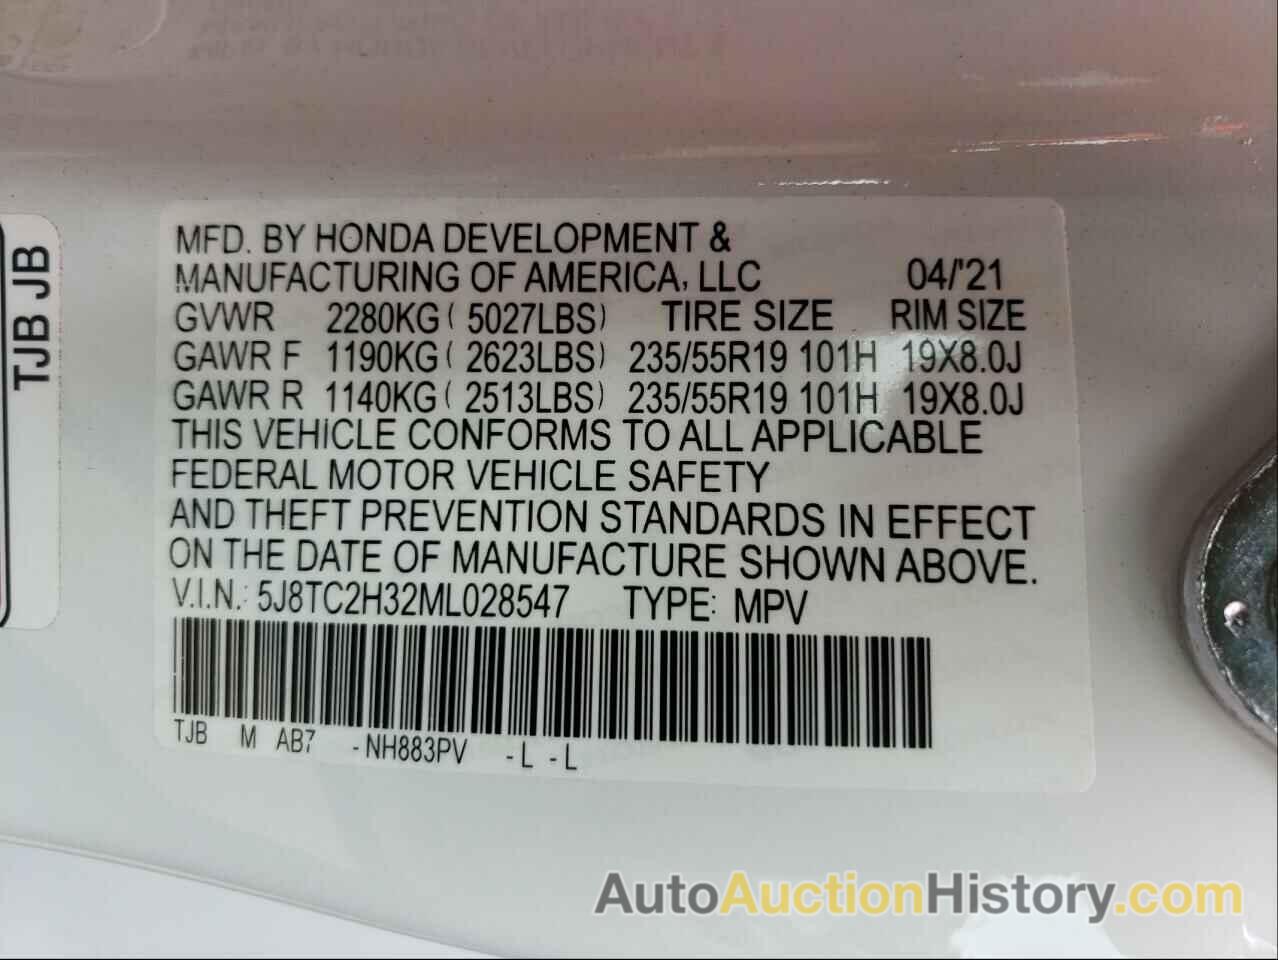 MFD. BY HONDA DEVELOPMENT &
MANUFACTURING OF AMERICA, LLC 04/'21
GVWR 2280KG ( 5027LBS) TIRE SIZE RIM SIZE
GAWR F 1190KG ( 2623LBS) 235/55R19 101H 19X8.0J
GAWR R 1140KG ( 2513LBS) 235/55R19 101H 19X8.0J
THIS VEHICLE CONFORMS TO ALL APPLICABLE
FEDERAL MOTOR VEHICLE SAFETY
AND THEFT PREVENTION STANDARDS IN EFFECT
ON THE DATE OF MANUFACTURE SHOWN ABOVE.
V.I.N.: 5J8TC2H32ML028547 TYPE: MPV
TJB M AB7 -NH883PV -L -L
TJB JB
AutoAuctionHistory.com